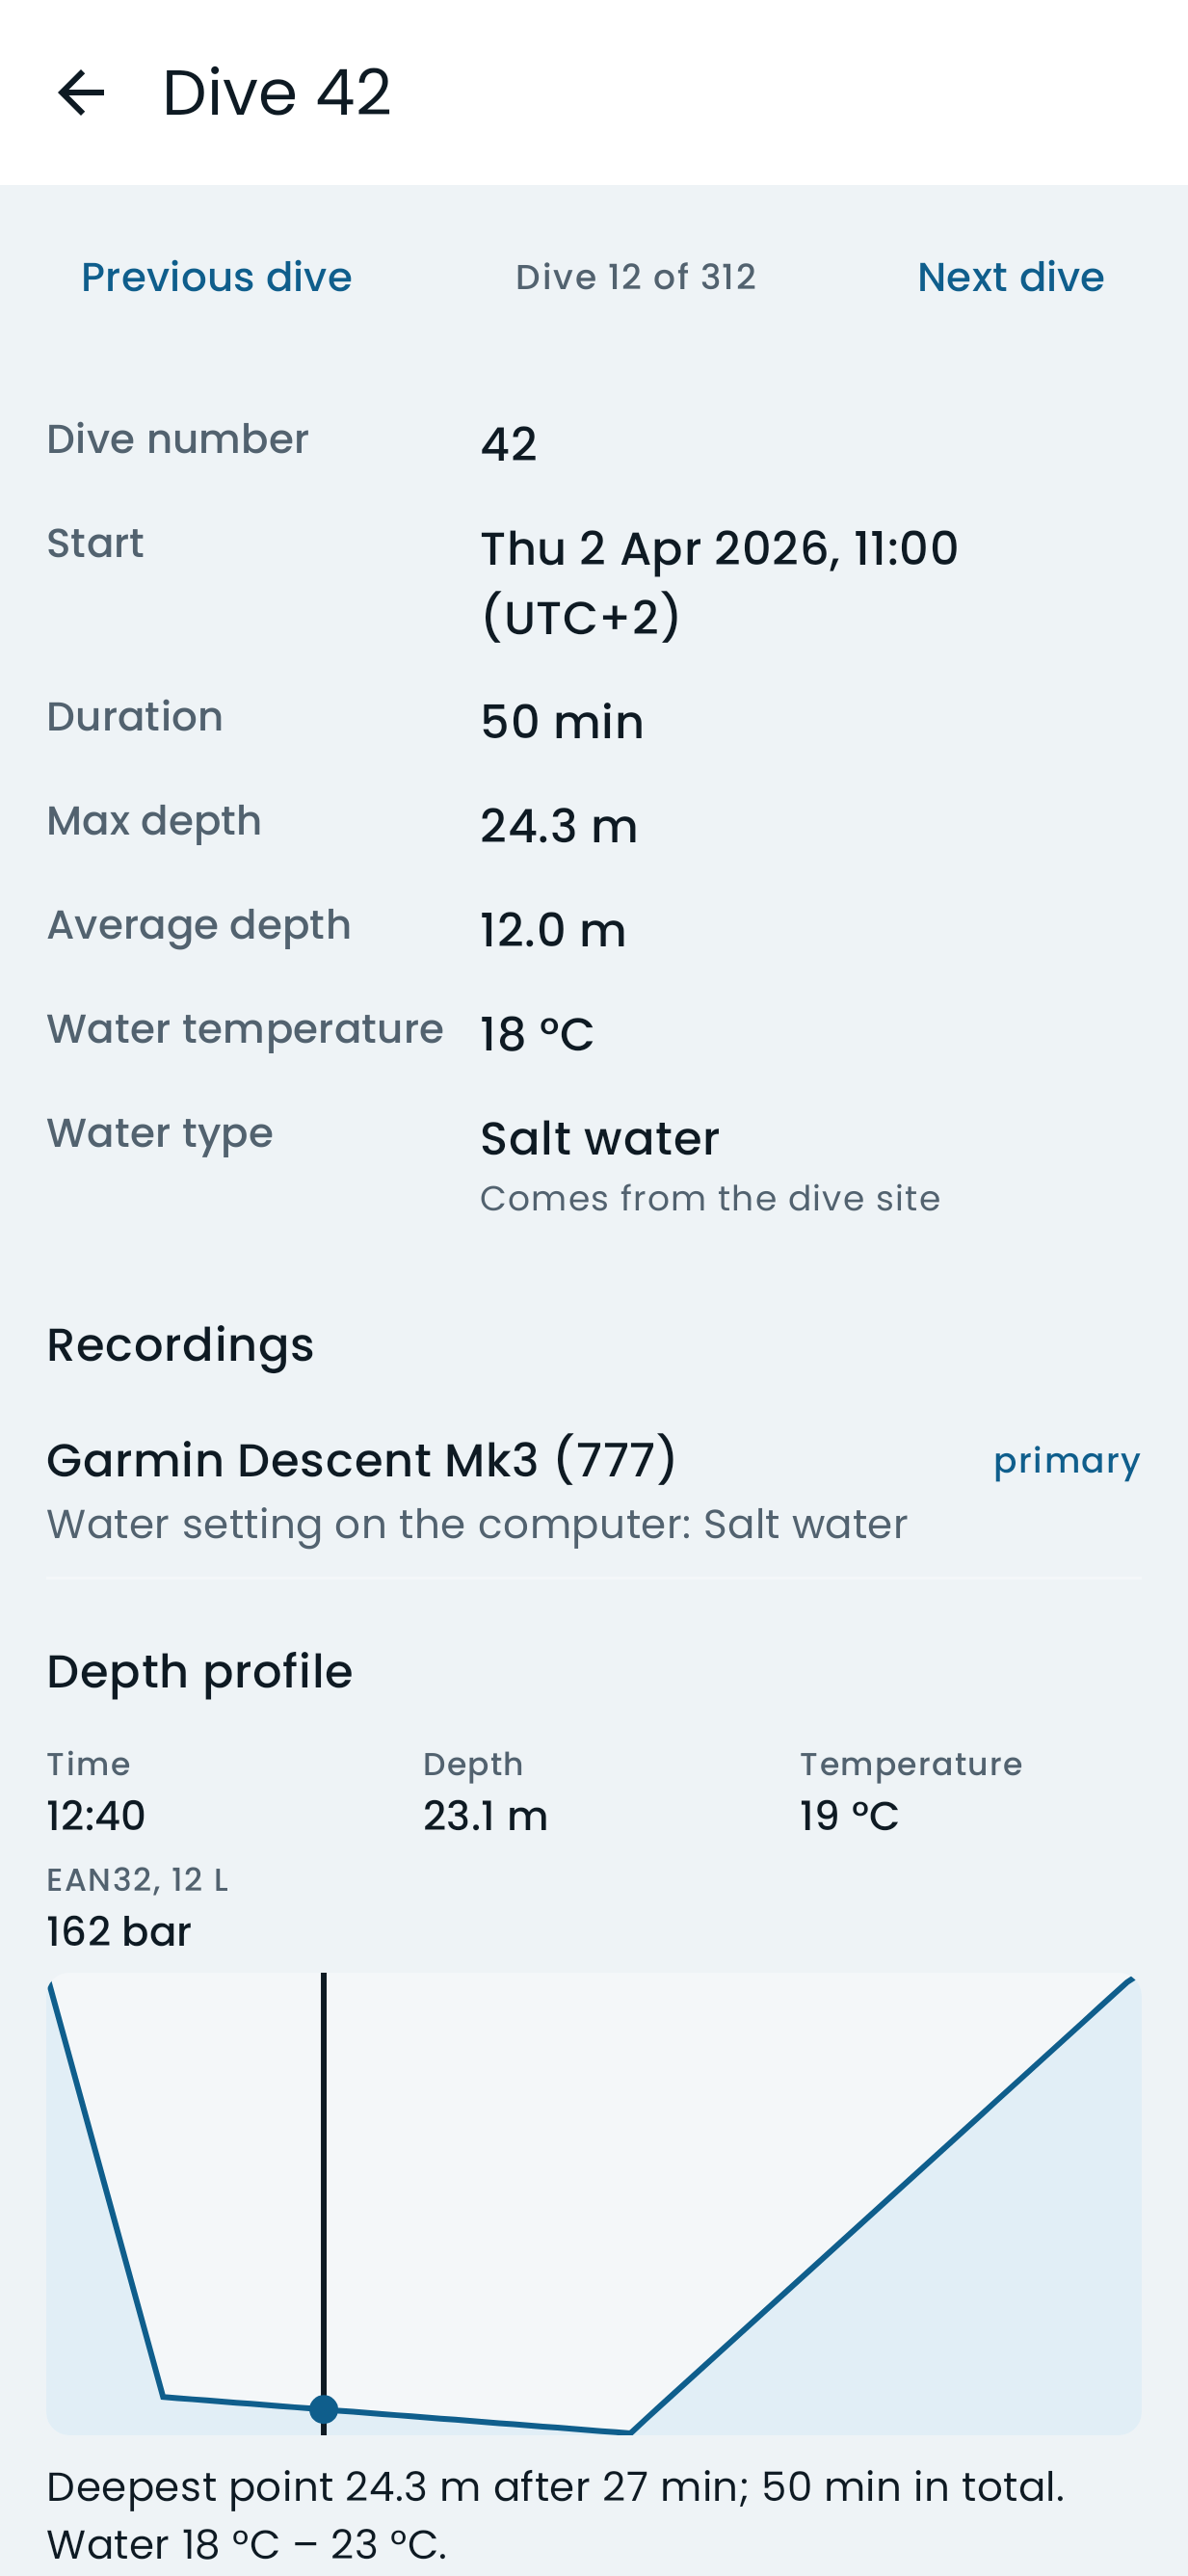 Dive 42
Previous dive
Dive 12 of 312
Next dive
Dive number
42
Start
Thu 2 Apr 2026, 11:00
(UTC+2)
Duration
50 min
Max depth
24.3 m
Average depth
12.0 m
Water temperature
18 °C
Water type
Salt water
Comes from the dive site
Recordings
Garmin Descent Mk3 (777)
primary
Water setting on the computer: Salt water
Depth profile
Time
Depth
Temperature
12:40
23.1 m
19 °C
EAN32, 12 L
162 bar
Deepest point 24.3 m after 27 min; 50 min in total.
Water 18 °C – 23 °C.